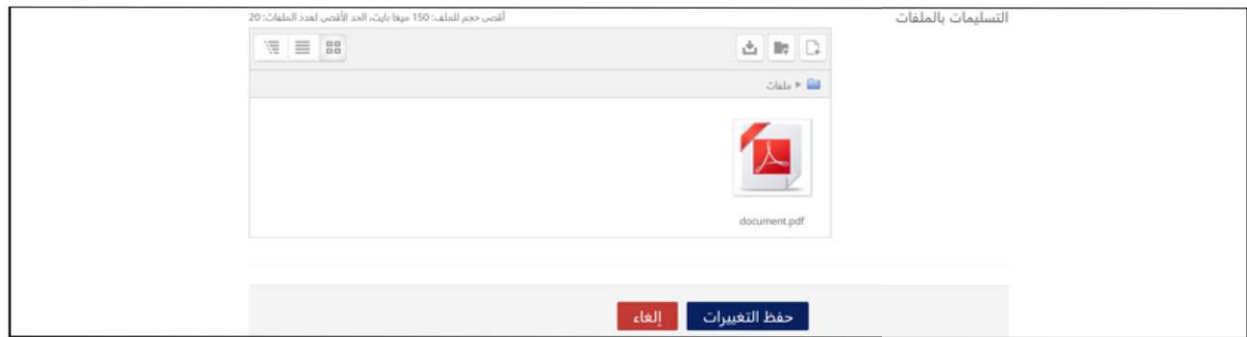 التسليمات بالملفات
أقصى حجم للملف: 150 ميغا بايت، الحد الأقصى لعدد الملفات: 20
ملفات
document.pdf
حفظ التغييرات
إلغاء